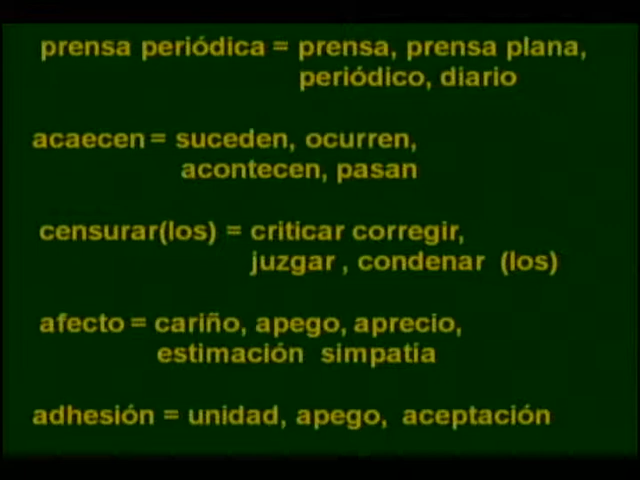 prensa periódica = prensa, prensa plana,
periódico, diario
acaecen = suceden, ocurren,
acontecen, pasan
censurar(los) = criticar corregir,
juzgar , condenar (los)
afecto = cariño, apego, aprecio,
estimación simpatía
adhesión = unidad, apego, aceptación